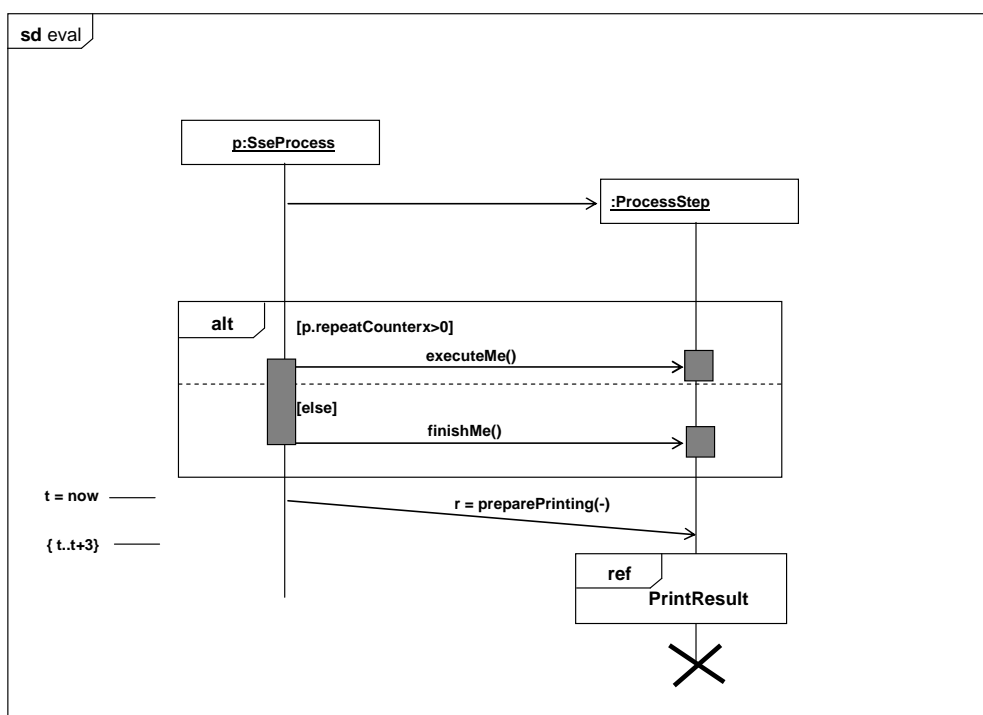 sd eval
p:SseProcess
:ProcessStep
alt
[p.repeatCounterx>0]
executeMe()
[else]
finishMe()
t = now
r = preparePrinting(-)
{ t..t+3}
ref
PrintResult